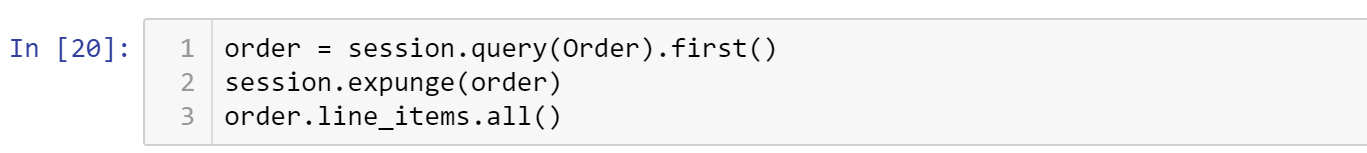 In [20]: 1 order = session.query(Order).first()
2 session.expunge(order)
3 order.line_items.all()